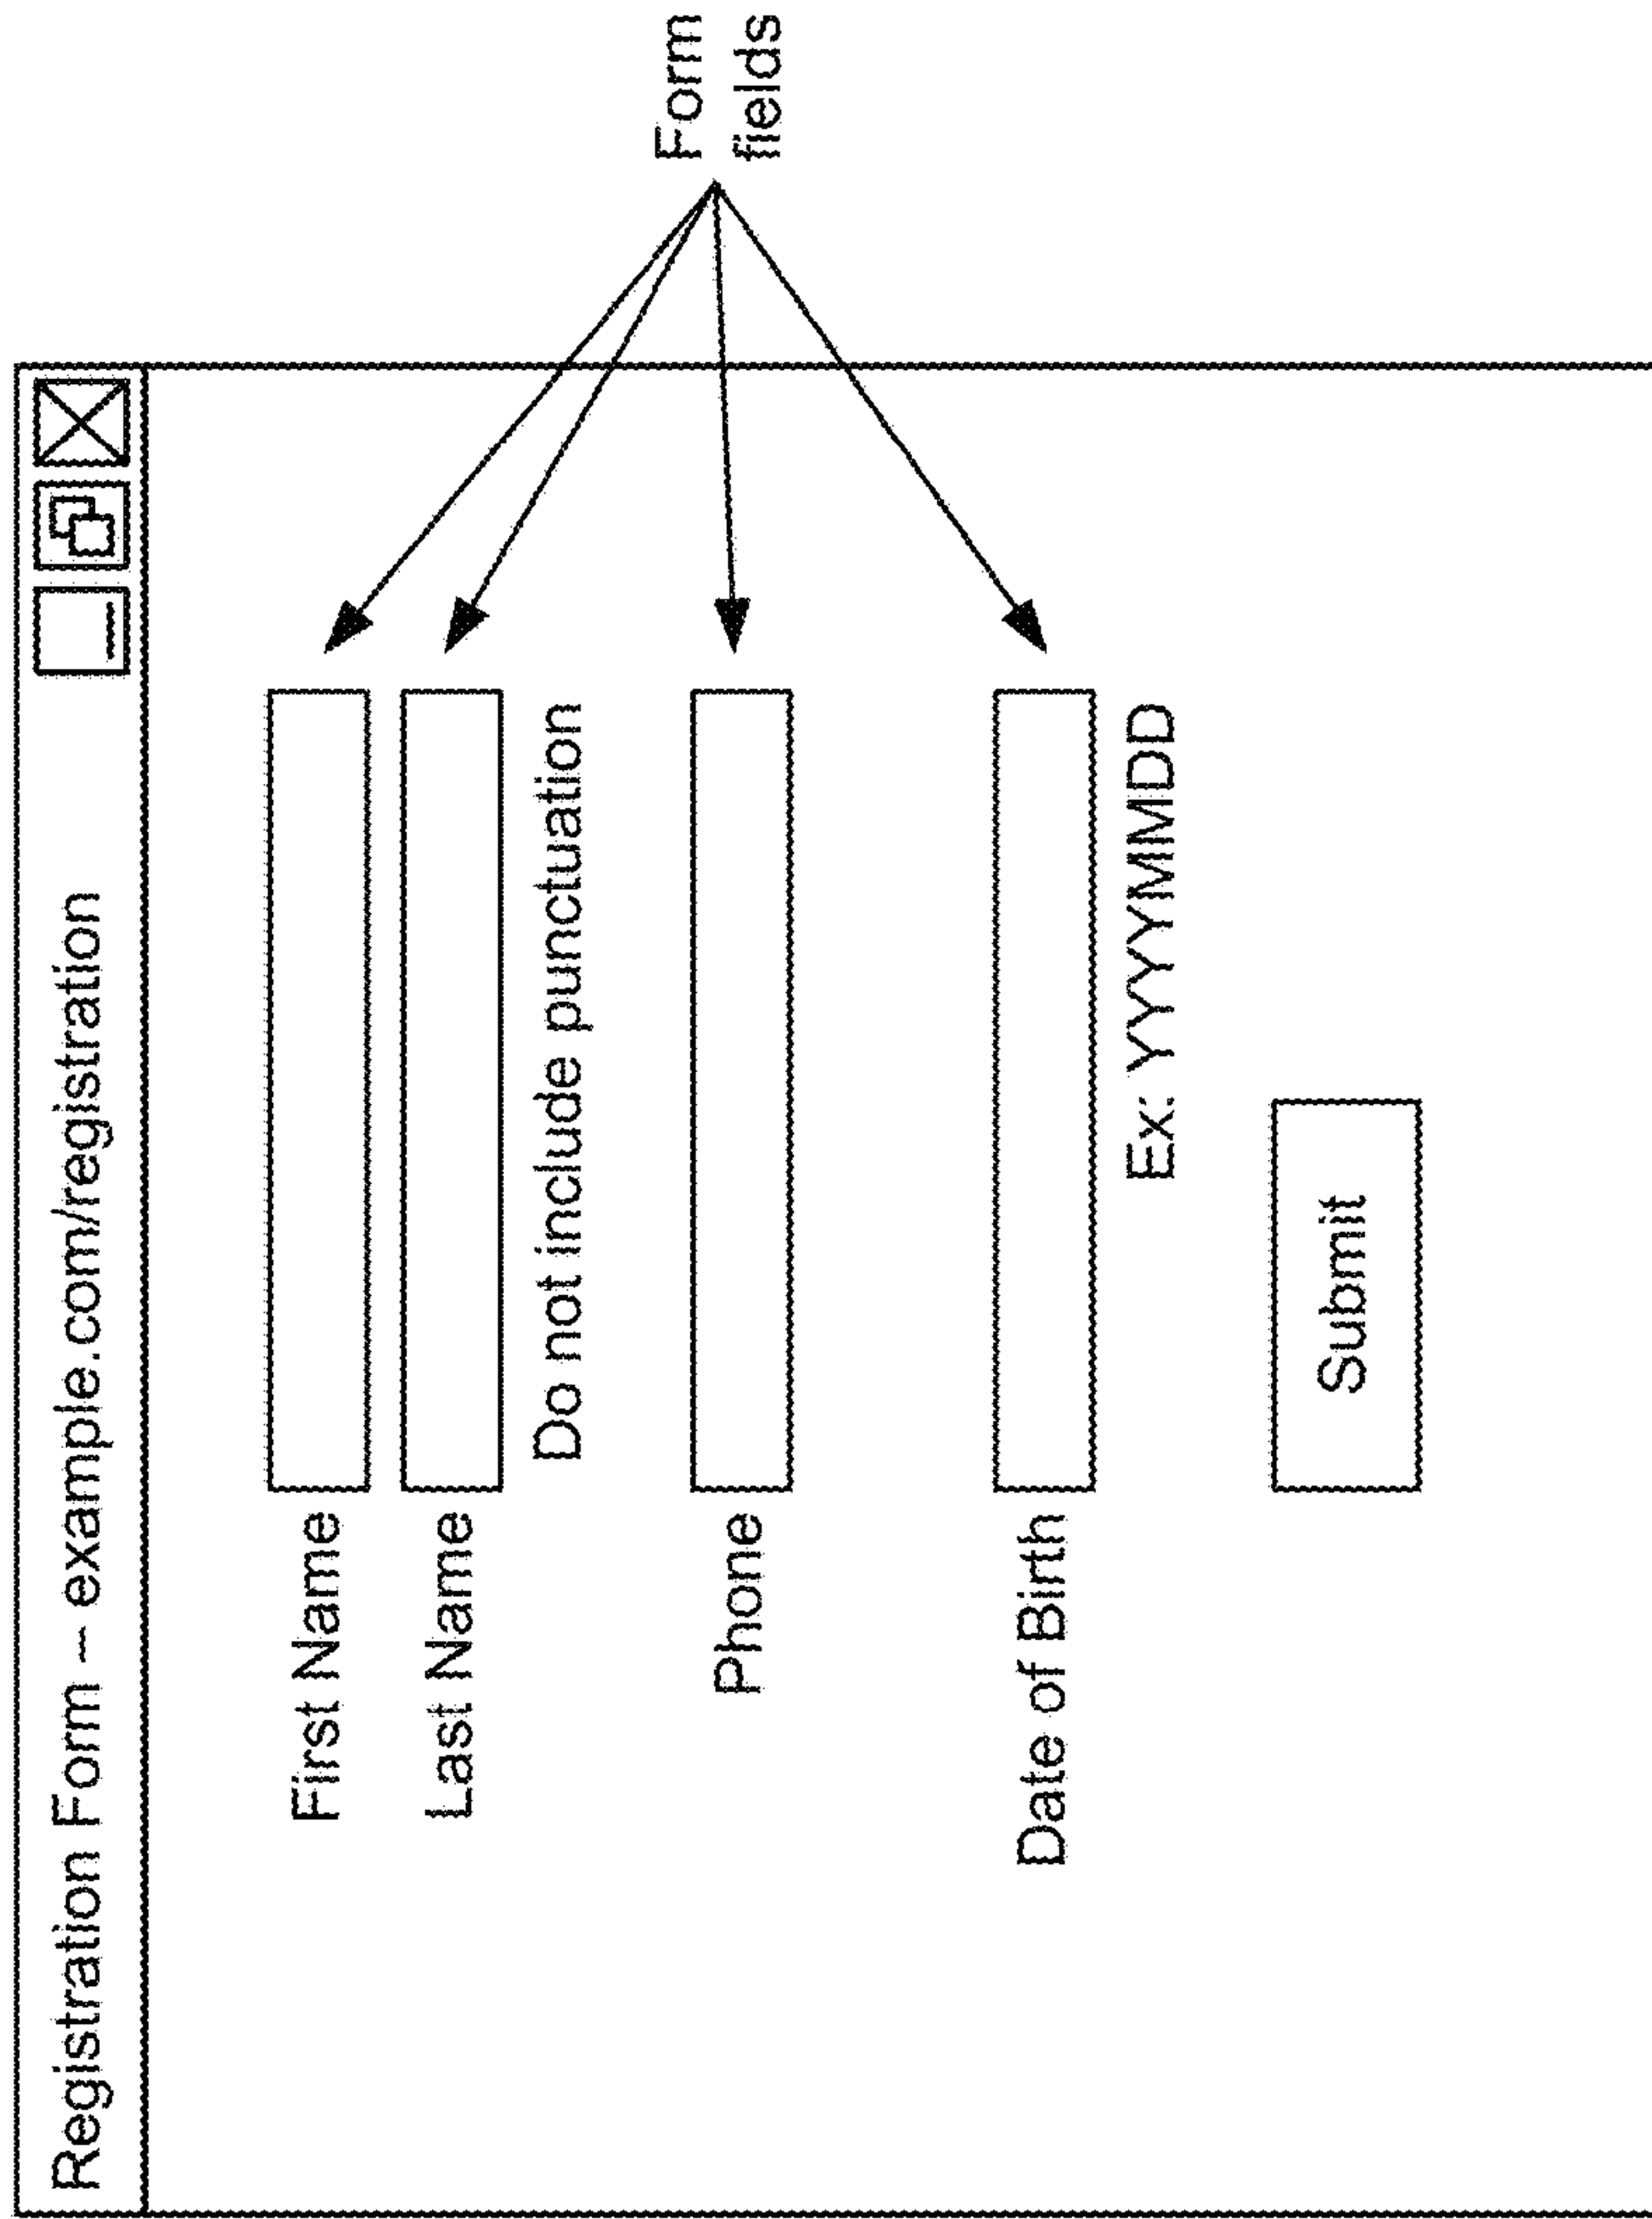 Registration Form – example.com/registration
First Name
Last Name
Do not include punctuation
Phone
Date of Birth
Ex: YYYYMMDD
Submit
Form
fields